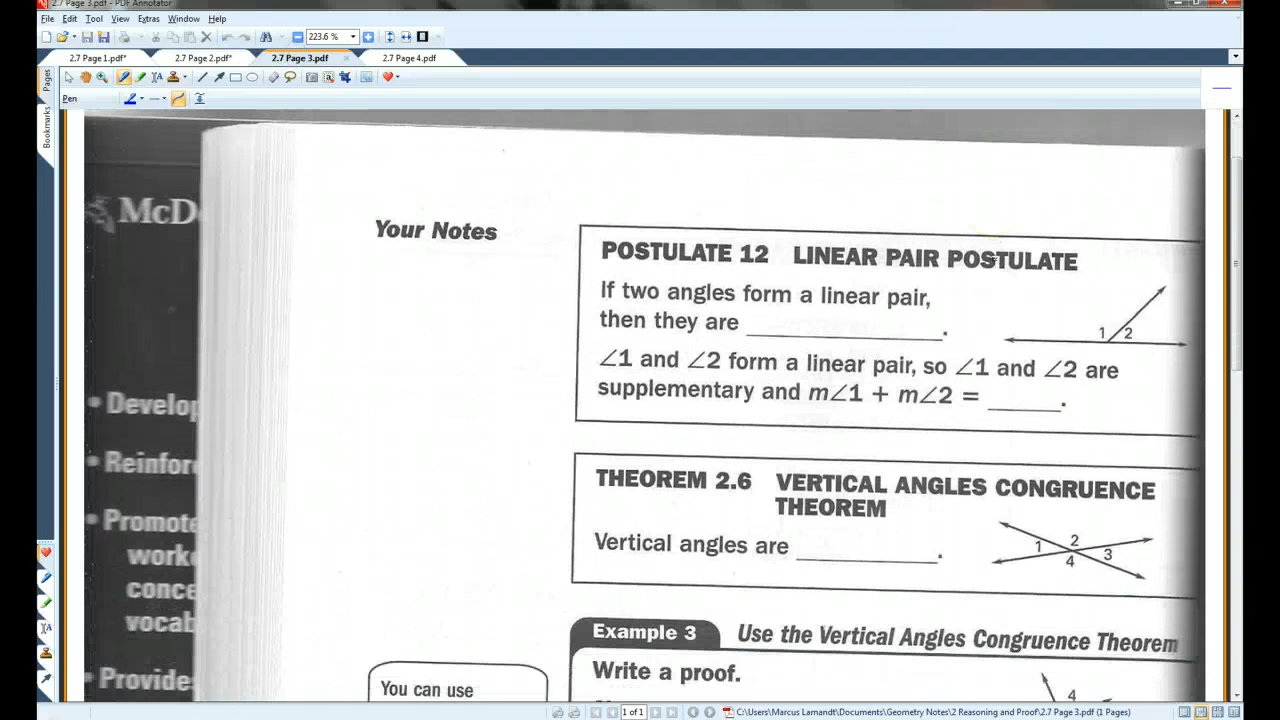 2.7 Page 3.pdf - PDF Annotator
File Edit Tool View Extras Window Help
223.6 %
2.7 Page 1.pdf* 2.7 Page 2.pdf* 2.7 Page 3.pdf 2.7 Page 4.pdf
Pen
Pages
Bookmarks
McD
• Develop
• Reinforc
• Promote
work
conce
vocab
• Provide
Your Notes
POSTULATE 12 LINEAR PAIR POSTULATE
If two angles form a linear pair,
then they are ________________.
1 2
∠1 and ∠2 form a linear pair, so ∠1 and ∠2 are
supplementary and m∠1 + m∠2 = ______.
THEOREM 2.6 VERTICAL ANGLES CONGRUENCE
THEOREM
Vertical angles are ____________.
1 2 3 4
Example 3 Use the Vertical Angles Congruence Theorem
Write a proof.
4
You can use
1 of 1
C:\Users\Marcus Lamandt\Documents\Geometry Notes\2 Reasoning and Proof\2.7 Page 3.pdf (1 Pages)